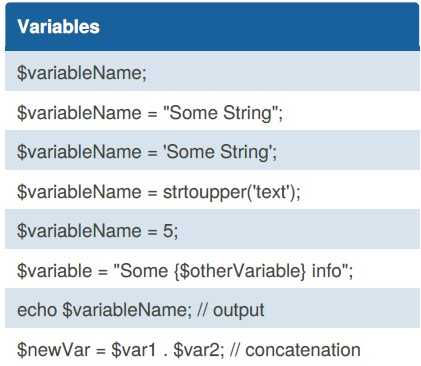 Variables
$variableName;
$variableName = "Some String";
$variableName = 'Some String';
$variableName = strtoupper('text');
$variableName = 5;
$variable = "Some {$otherVariable} info";
echo $variableName; // output
$newVar = $var1 . $var2; // concatenation